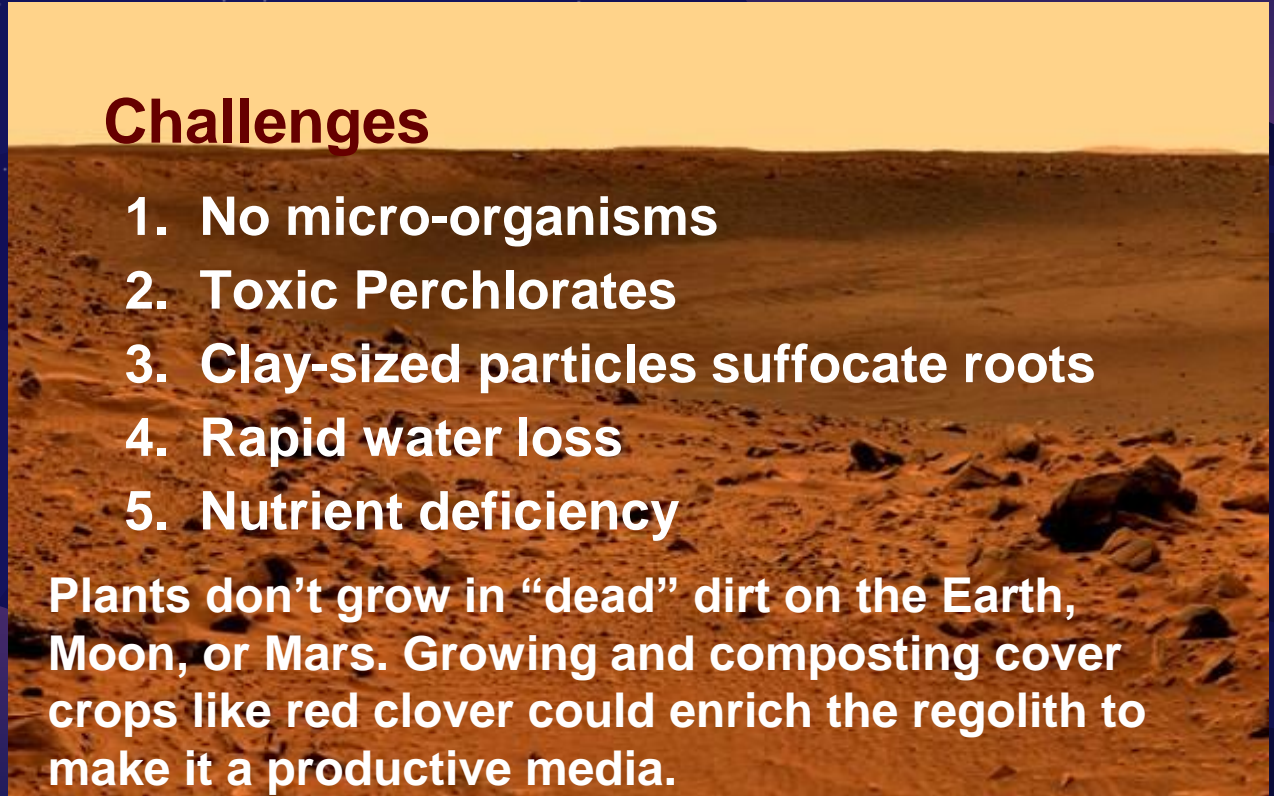 Challenges
1. No micro-organisms
2. Toxic Perchlorates
3. Clay-sized particles suffocate roots
4. Rapid water loss
5. Nutrient deficiency
Plants don’t grow in “dead” dirt on the Earth,
Moon, or Mars. Growing and composting cover
crops like red clover could enrich the regolith to
make it a productive media.